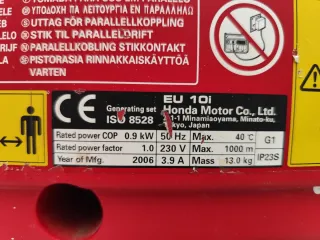 ΥΠΟΔΟΧΗ ΓΙΑ ΛΕΙΤΟΥΡΓΙΑ ΕΝ ΠΑΡΑΛΛΗΛΩ
UTTAG FÖR PARALLELLKOPPLING
STIK TIL PARALLELDRIFT
PARALLELLKOBLING STIKKONTAKT
PISTORASIA RINNAKKAISKÄYTTÖÄ
VARTEN
CE
Generating set
ISO 8528
EU 10i
Honda Motor Co., Ltd.
Minamiaoyama, Minato-ku,
Tokyo, Japan
Rated power COP 0.9 kW 50 Hz Max. 40 °C G1
Rated power factor 1.0 230 V Max. 1000 m
Year of Mfg. 2006 3.9 A Mass 13.0 kg IP23S